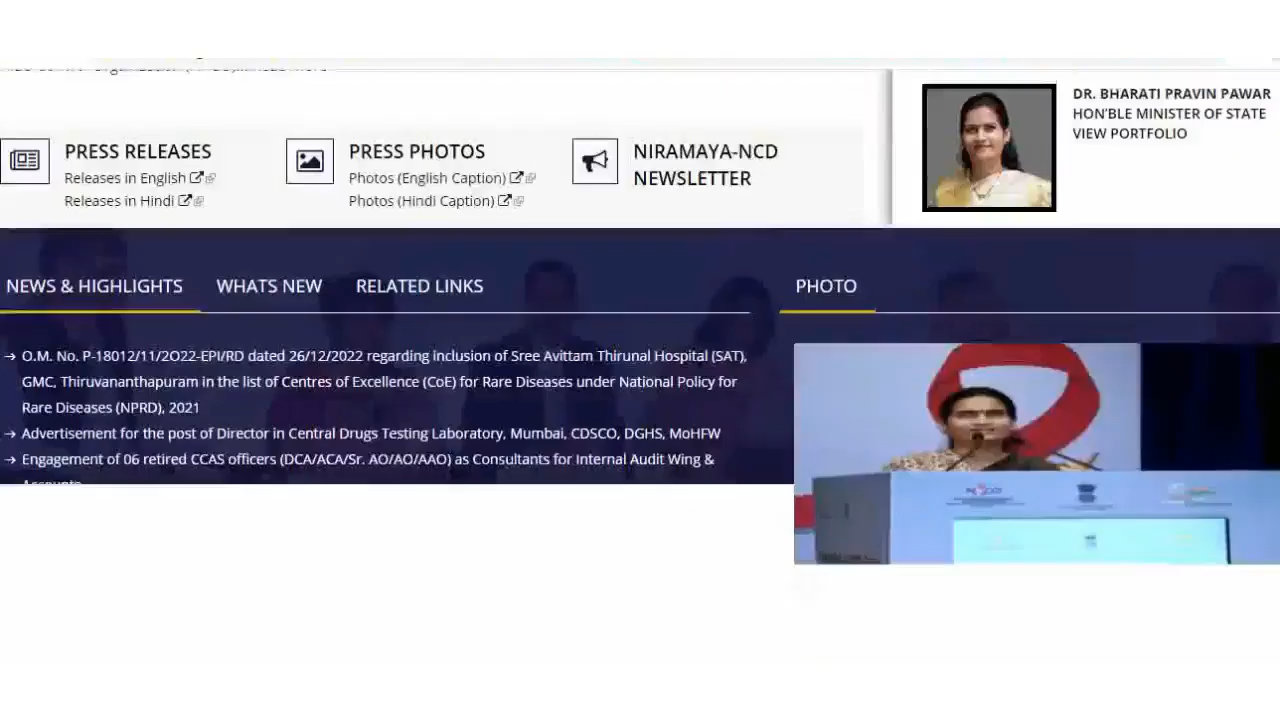 DR. BHARATI PRAVIN PAWAR
HON'BLE MINISTER OF STATE
VIEW PORTFOLIO
PRESS RELEASES
Releases in English
Releases in Hindi
PRESS PHOTOS
Photos (English Caption)
Photos (Hindi Caption)
NIRAMAYA-NCD
NEWSLETTER
NEWS & HIGHLIGHTS
WHATS NEW
RELATED LINKS
PHOTO
→ O.M. No. P-18012/11/2O22-EPI/RD dated 26/12/2022 regarding inclusion of Sree Avittam Thirunal Hospital (SAT),
GMC, Thiruvananthapuram in the list of Centres of Excellence (CoE) for Rare Diseases under National Policy for
Rare Diseases (NPRD), 2021
→ Advertisement for the post of Director in Central Drugs Testing Laboratory, Mumbai, CDSCO, DGHS, MoHFW
→ Engagement of 06 retired CCAS officers (DCA/ACA/Sr. AO/AO/AAO) as Consultants for Internal Audit Wing &